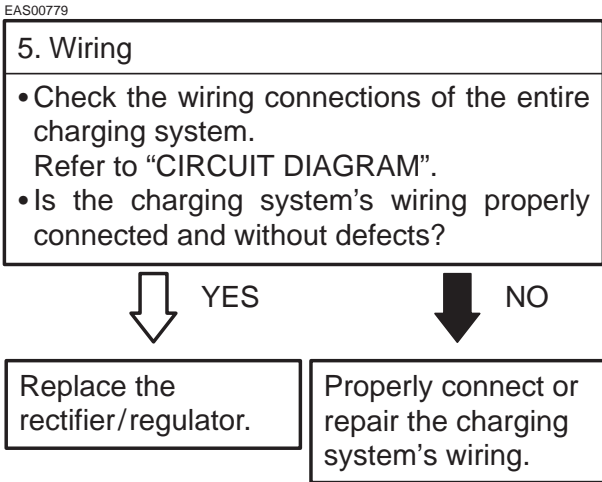 EAS00779
5. Wiring
•Check the wiring connections of the entire
charging system.
Refer to “CIRCUIT DIAGRAM”.
•Is the charging system’s wiring properly
connected and without defects?
YES
NO
Replace the
rectifier/regulator.
Properly connect or
repair the charging
system’s wiring.